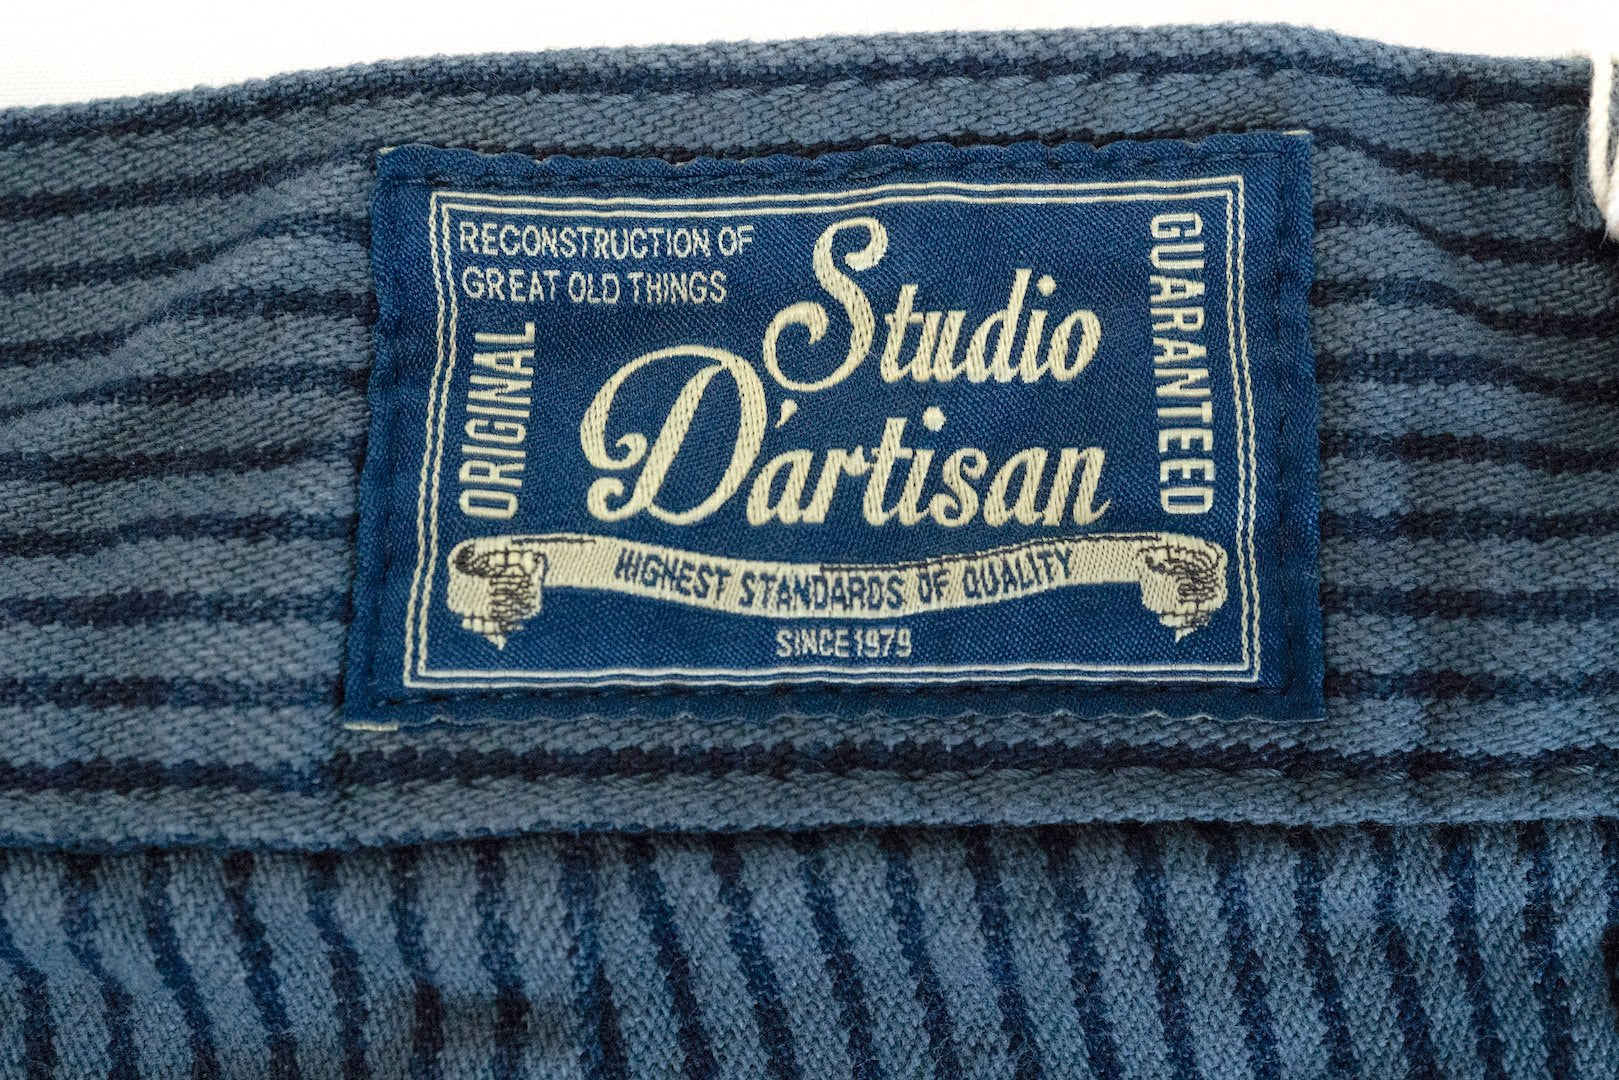 RECONSTRUCTION OF
GREAT OLD THINGS
ORIGINAL
Studio
D'artisan
GUARANTEED
HIGHEST STANDARDS OF QUALITY
SINCE 1979